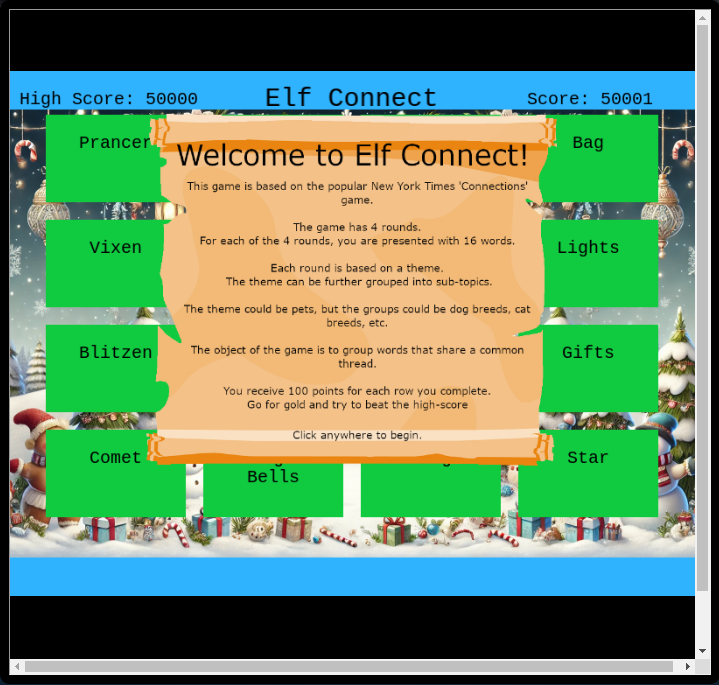 High Score: 50000
Elf Connect
Score: 50001
Prancer
Bag
Welcome to Elf Connect!
This game is based on the popular New York Times 'Connections'
game.
The game has 4 rounds.
For each of the 4 rounds, you are presented with 16 words.
Vixen
Lights
Each round is based on a theme.
The theme can be further grouped into sub-topics.
The theme could be pets, but the groups could be dog breeds, cat
breeds, etc.
Blitzen
Gifts
The object of the game is to group words that share a common
thread.
You receive 100 points for each row you complete.
Go for gold and try to beat the high-score
Click anywhere to begin.
Comet
Star
Bells